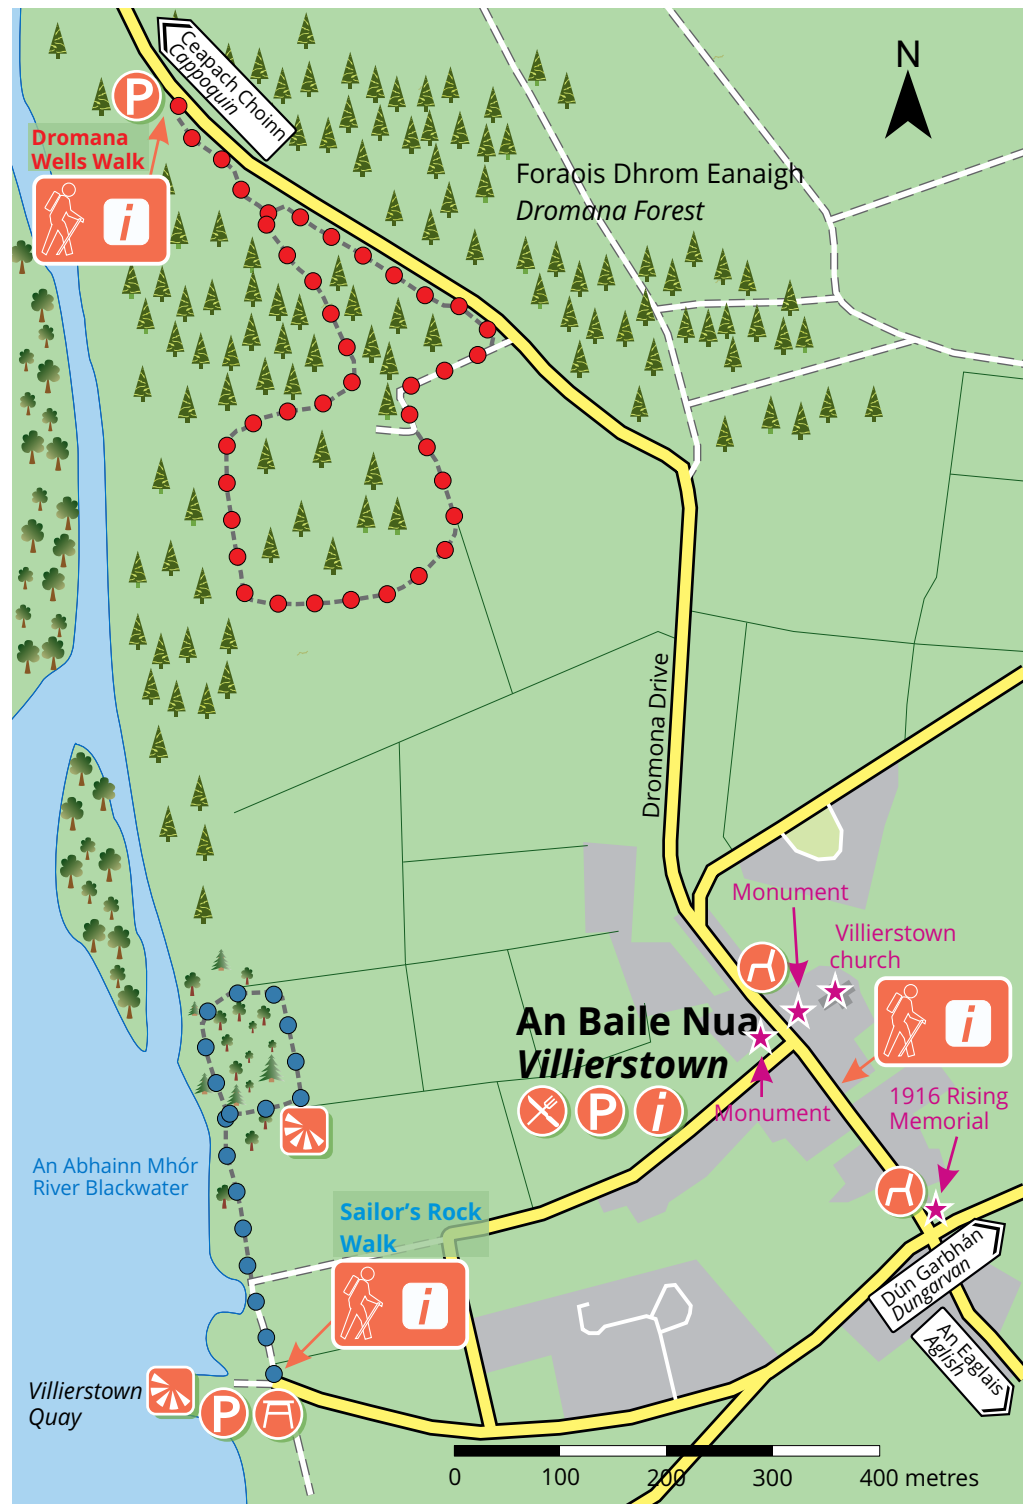 Ceapach Choinn
Cappoquin
N
P
Dromana
Wells Walk
i
Foraois Dhrom Eanaigh
Dromana Forest
Dromona Drive
Monument
Villierstown
church
i
An Baile Nua
Villierstown
P
i
Monument
1916 Rising
Memorial
An Abhainn Mhór
River Blackwater
Sailor's Rock
Walk
i
Dún Garbhán
Dungarvan
An Eaglais
Aglish
Villierstown
Quay
P
0 100 200 300 400 metres